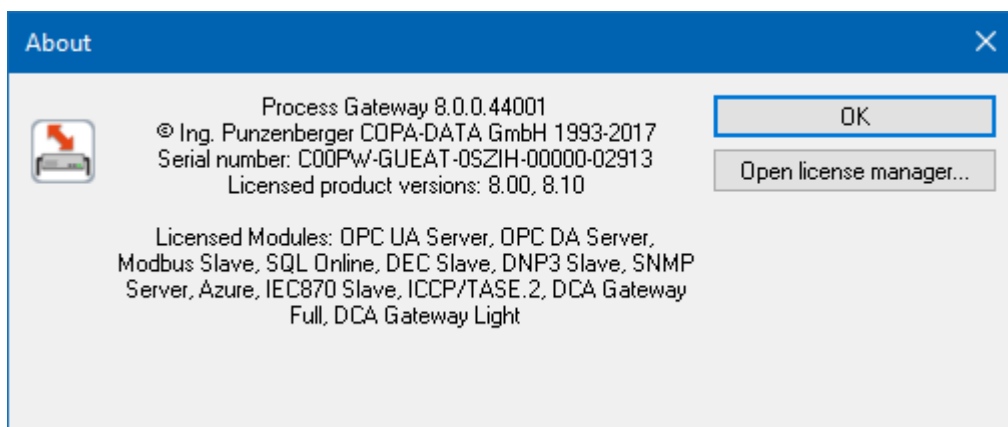 About
Process Gateway 8.0.0.44001
© Ing. Punzenberger COPA-DATA GmbH 1993-2017
Serial number: C00PW-GUEAT-0SZIH-00000-02913
Licensed product versions: 8.00, 8.10
OK
Open license manager...
Licensed Modules: OPC UA Server, OPC DA Server,
Modbus Slave, SQL Online, DEC Slave, DNP3 Slave, SNMP
Server, Azure, IEC870 Slave, ICCP/TASE.2, DCA Gateway
Full, DCA Gateway Light